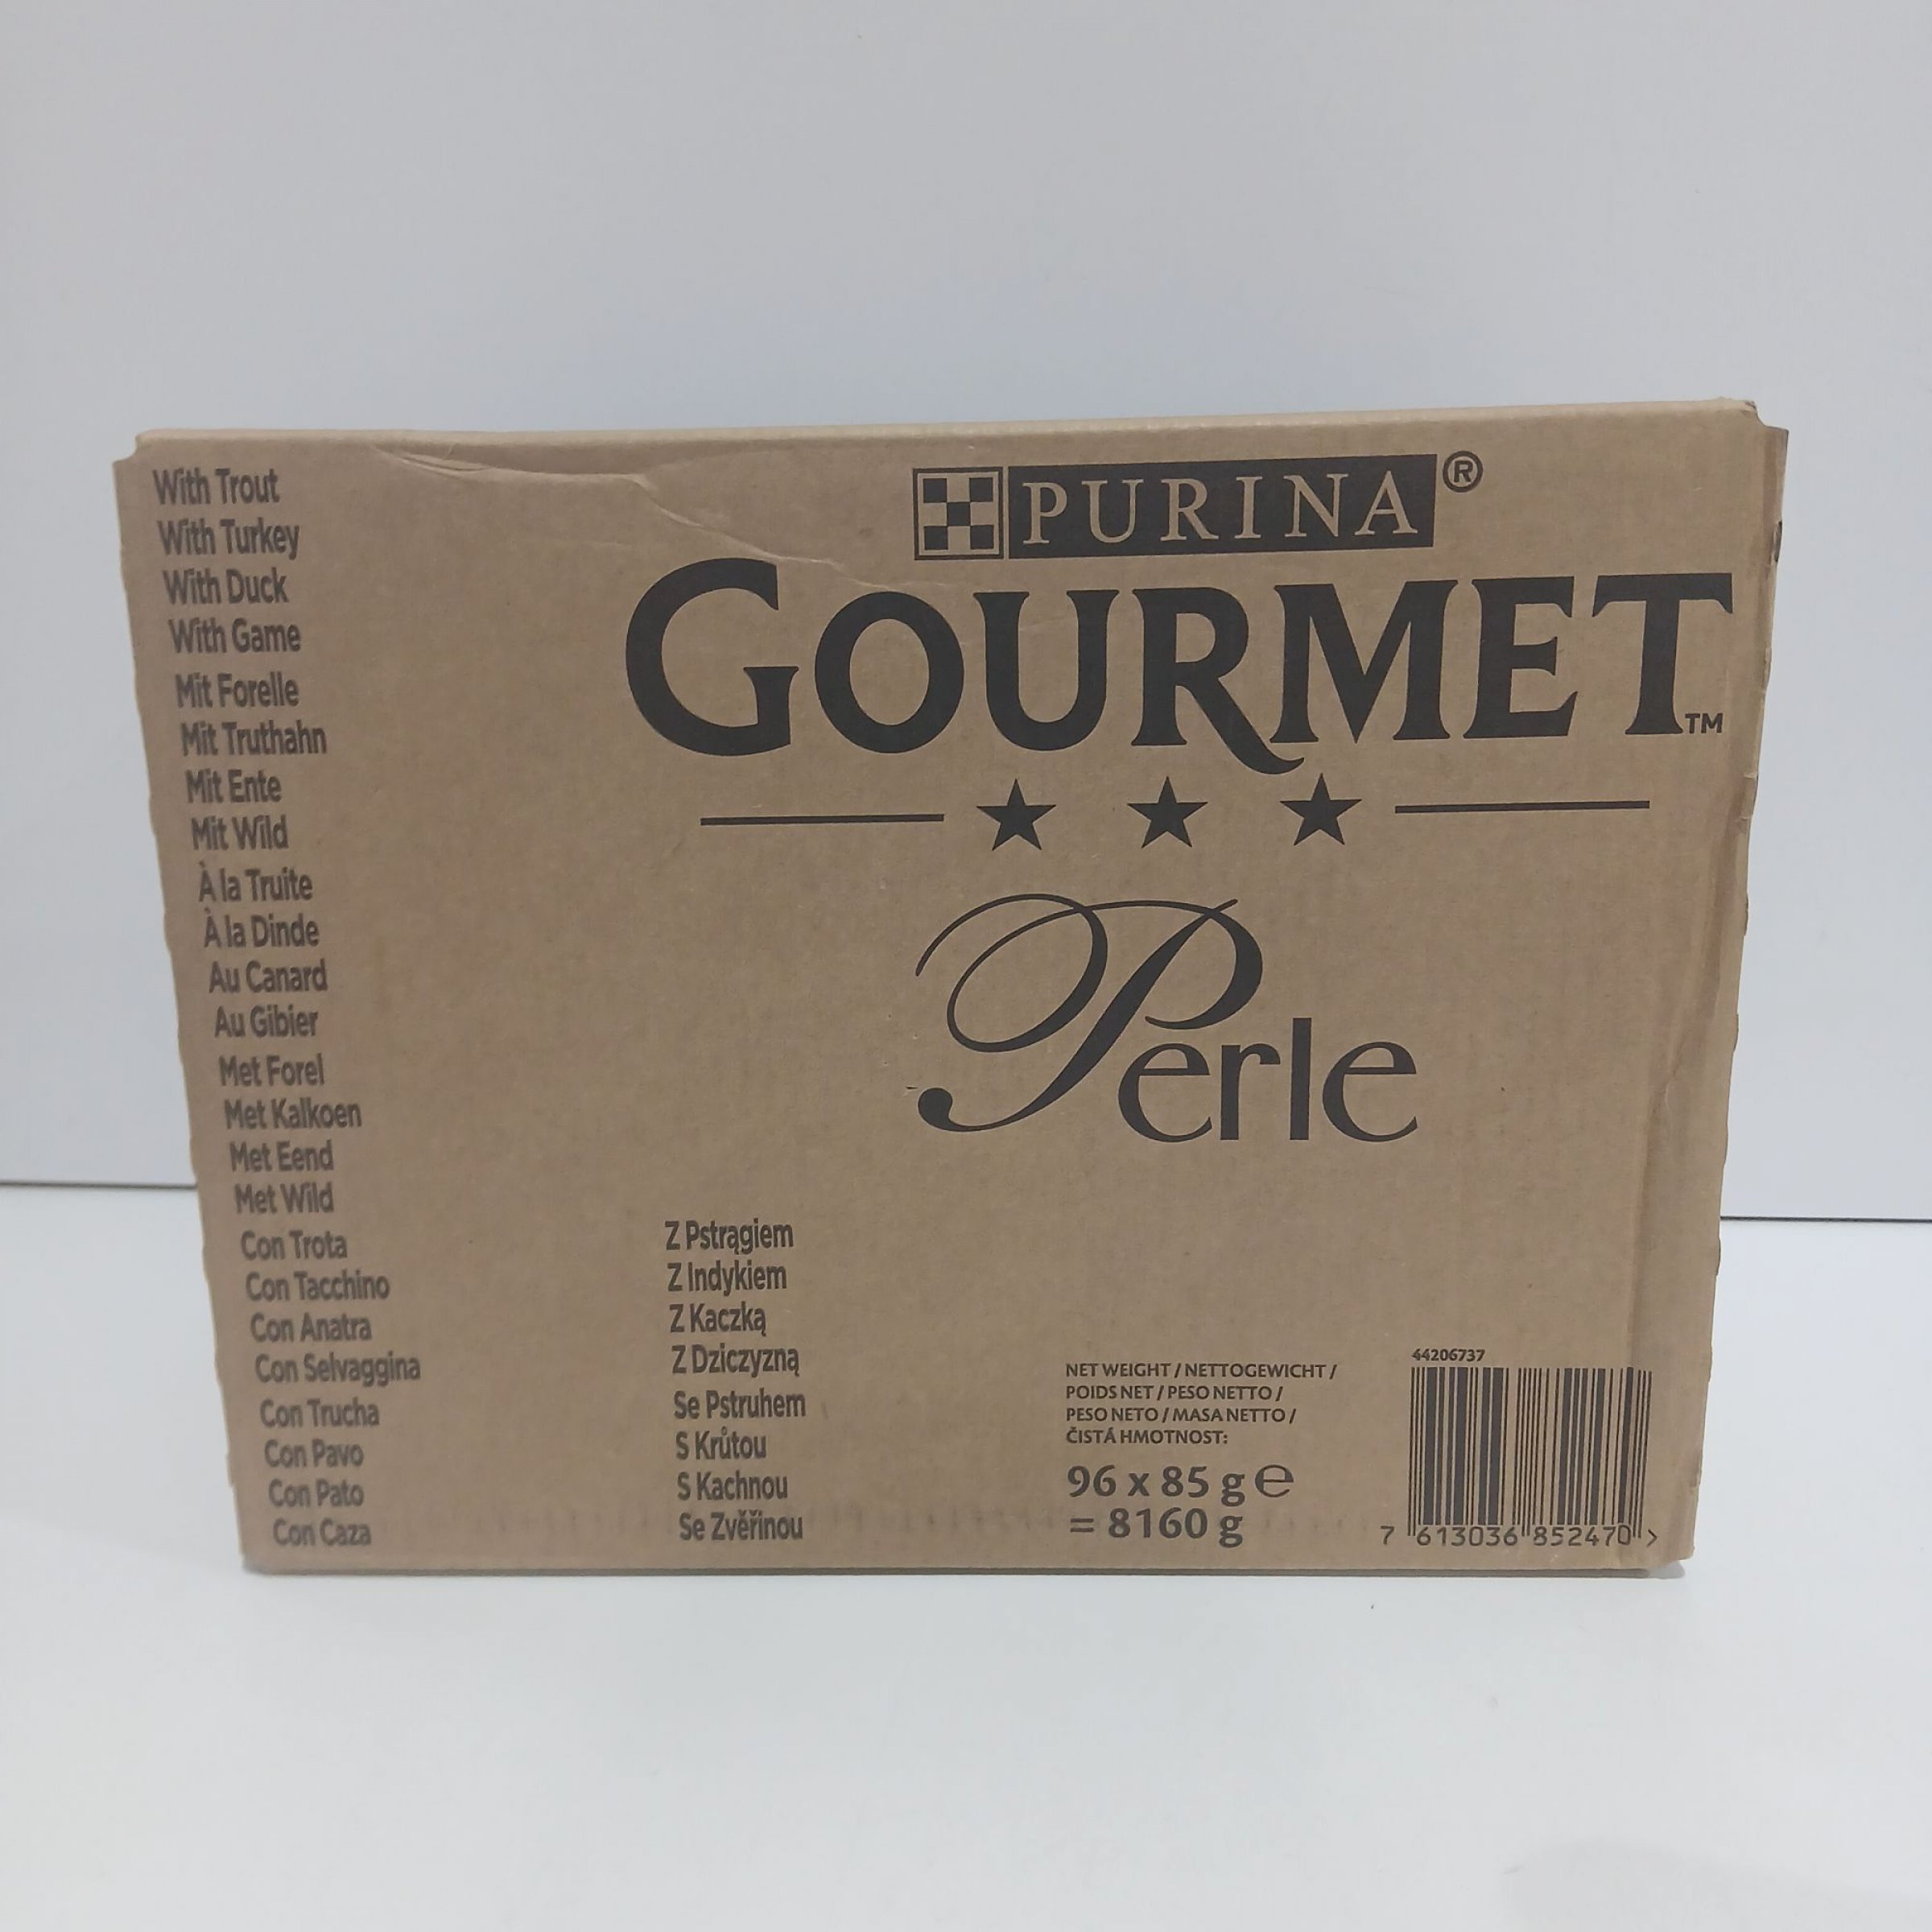 With Trout
With Turkey
With Duck
With Game
Mit Forelle
Mit Truthahn
Mit Ente
Mit Wild
À la Truite
À la Dinde
Au Canard
Au Gibier
Met Forel
Met Kalkoen
Met Eend
Met Wild
Con Trota
Con Tacchino
Con Anatra
Con Selvaggina
Con Trucha
Con Pavo
Con Pato
Con Caza
Z Pstrągiem
Z Indykiem
Z Kaczką
Z Dziczyzną
Se Pstruhem
S Krůtou
S Kachnou
Se Zvěřinou
PURINA®
GOURMET™
Perle
NET WEIGHT / NETTOGEWICHT /
POIDS NET / PESO NETTO /
PESO NETO / MASA NETTO /
ČISTÁ HMOTNOST:
96 x 85 g ℮
= 8160 g
44206737
7 613036 852470 >